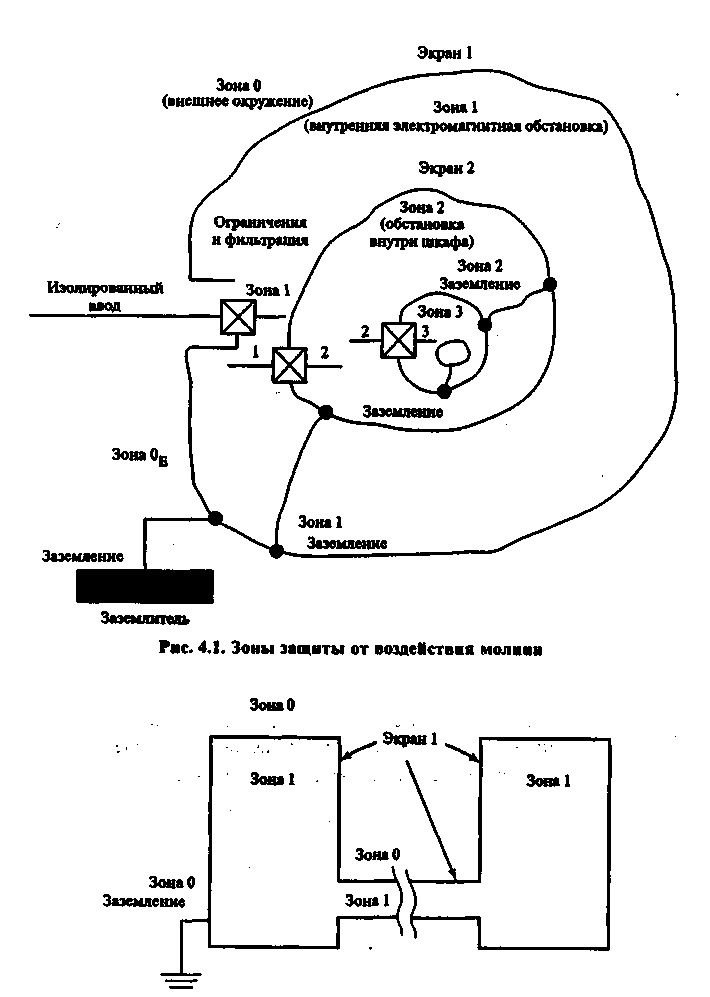 Экран 1
Зона 0
(внешнее окружение)
Зона 1
(внутренняя электромагнитная обстановка)
Экран 2
Зона 2
(обстановка
внутри шкафа)
Ограничения
и фильтрация
Зона 2
Заземление
Изолированный
ввод
Зона 1
Зона 3
2
3
1
2
Заземление
Зона 0Б
Зона 1
Заземление
Заземление
Заземлитель
Рис. 4.1. Зоны защиты от воздействия молнии
Зона 0
Экран 1
Зона 1
Зона 1
Зона 0
Зона 0
Заземление
Зона 1